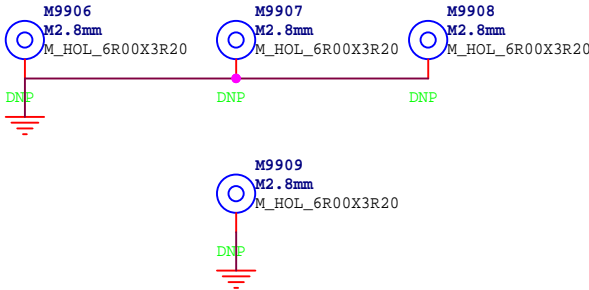 M9906
M2.8mm
M_HOL_6R00X3R20
DNP
M9907
M2.8mm
M_HOL_6R00X3R20
DNP
M9908
M2.8mm
M_HOL_6R00X3R20
DNP
M9909
M2.8mm
M_HOL_6R00X3R20
DNP